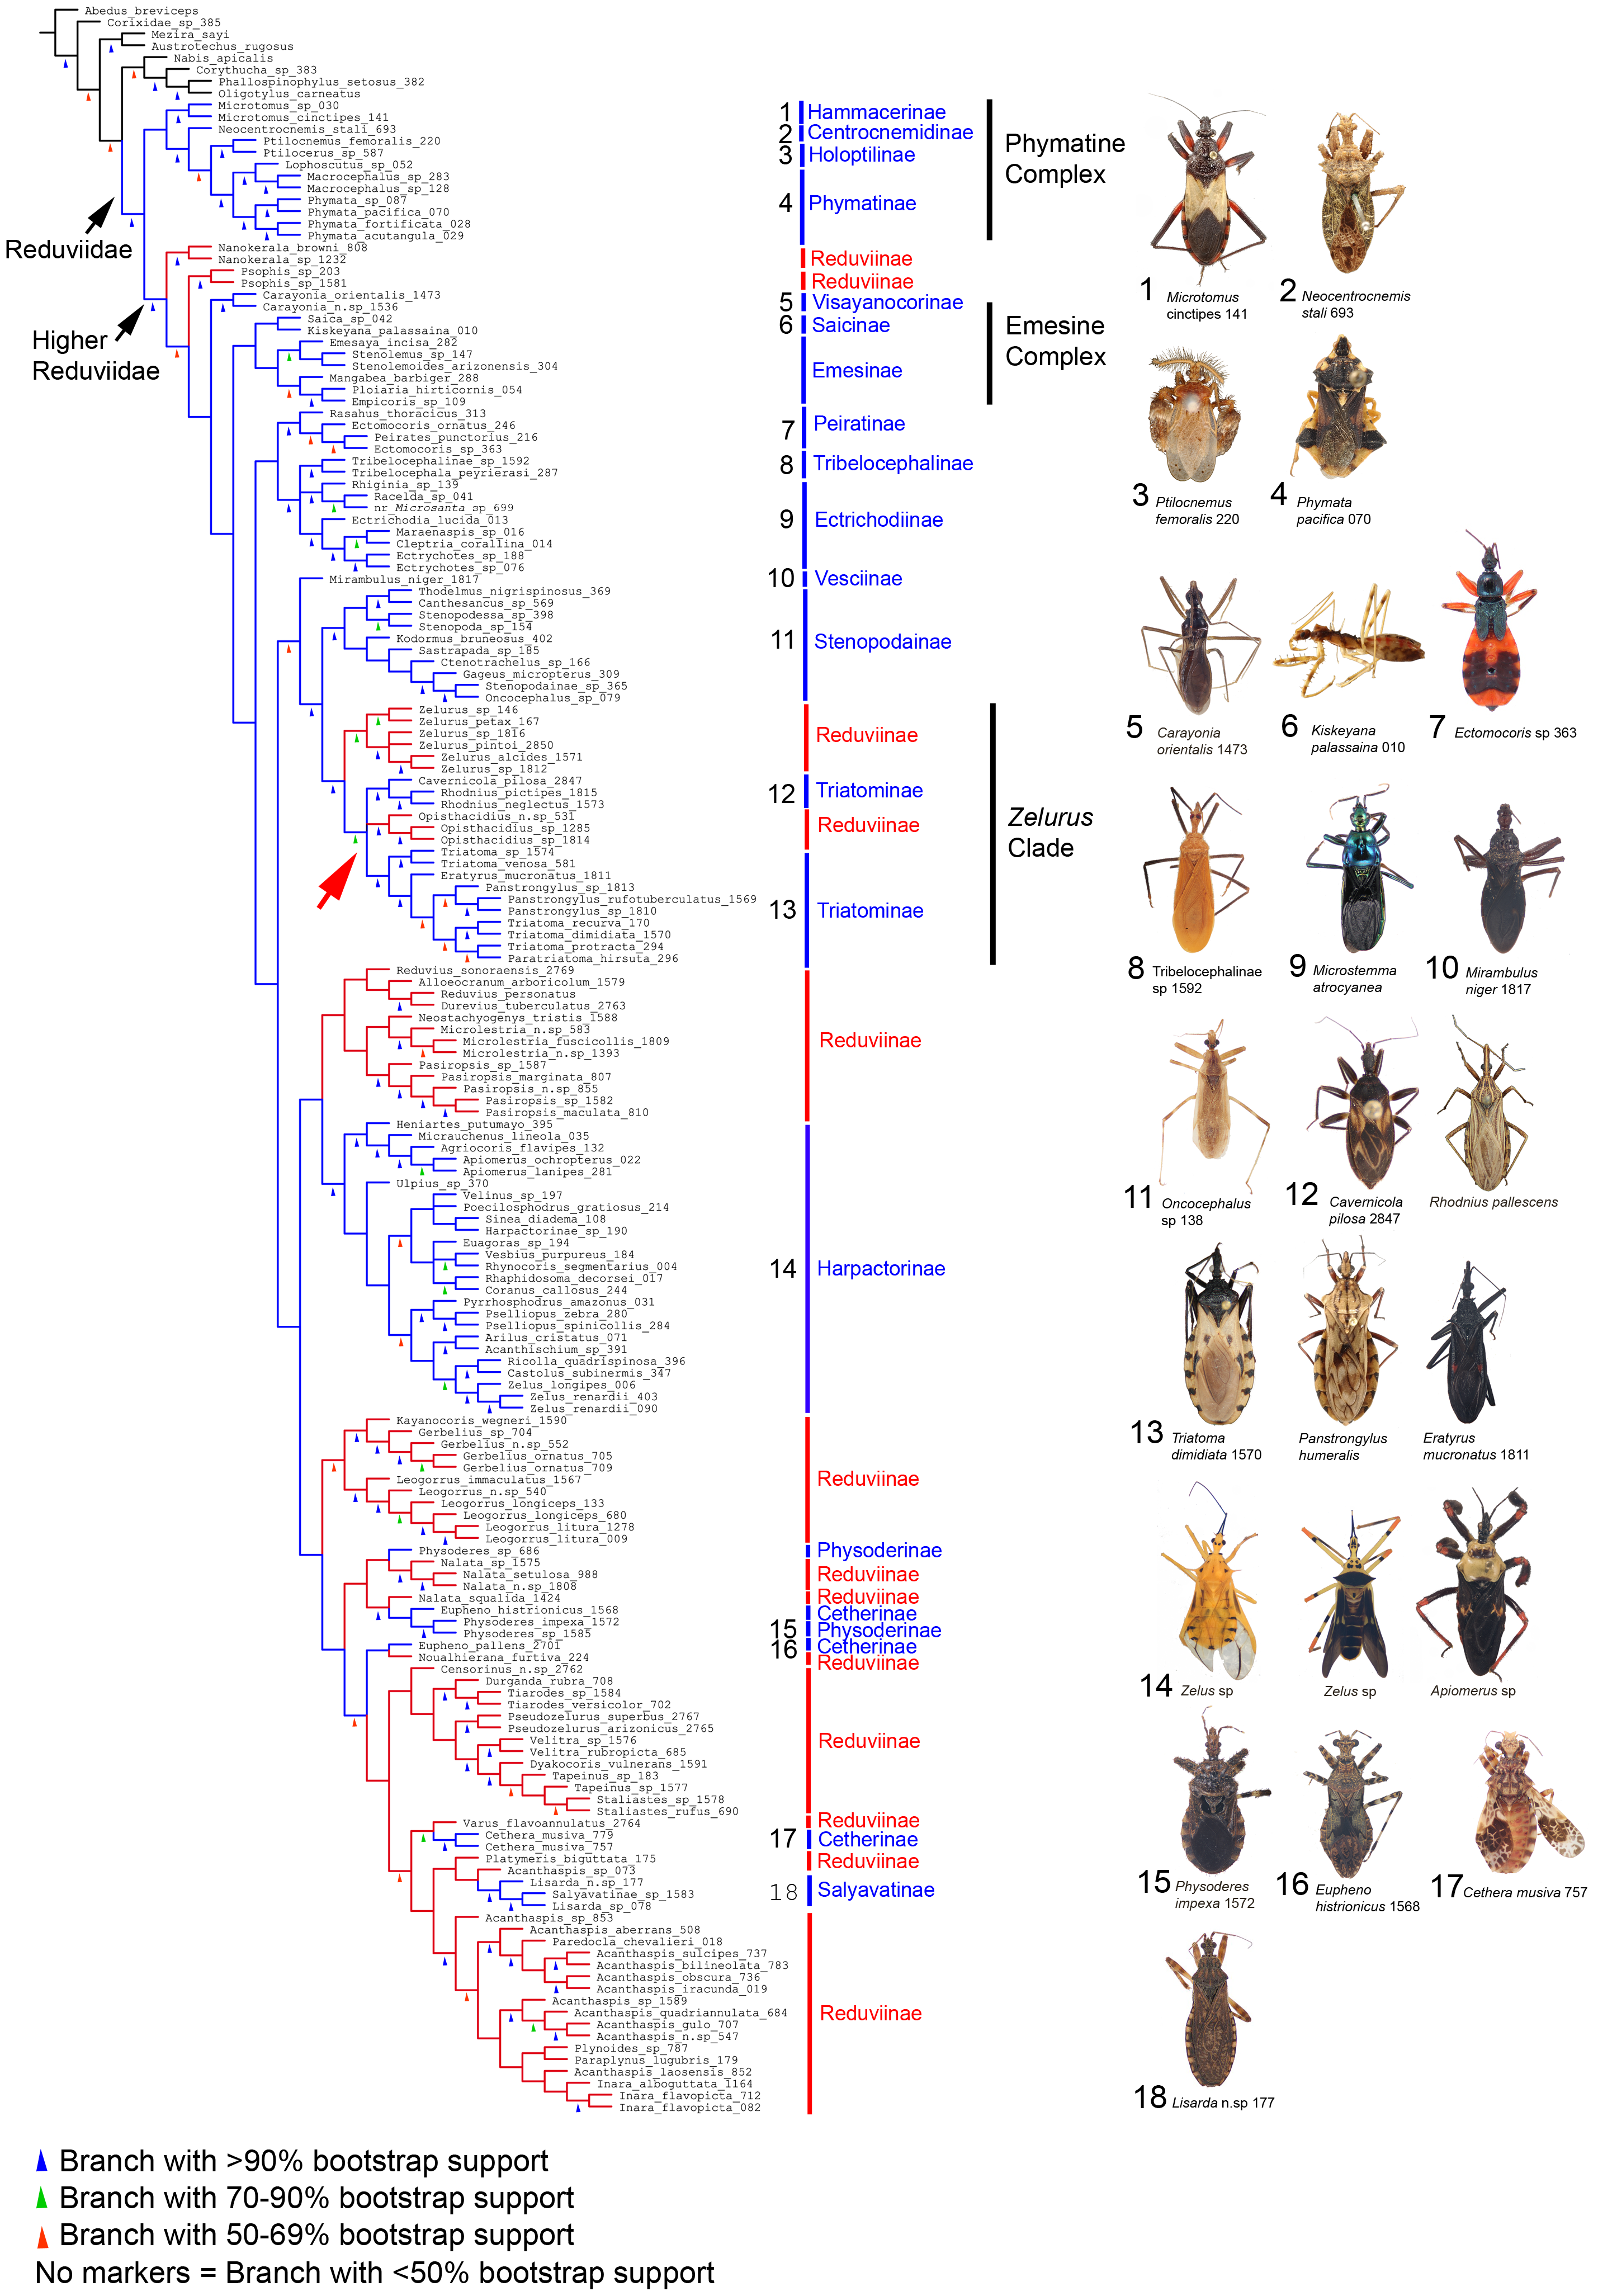 Abedus_breviceps
Corixidae_sp_385
Mezira_sayi
Austrotechus_rugosus
Nabis_apicalis
Corythucha_sp_383
Phallospinophylus_setosus_382
Oligotylus_carneatus
Microtomus_sp_030
Microtomus_cinctipes_141
Neocentrocnemis_stali_693
Ptilocnemus_femoralis_220
Ptilocerus_sp_587
Lophoscutus_sp_052
Macrocephalus_sp_283
Macrocephalus_sp_128
Phymata_sp_087
Phymata_pacifica_070
Phymata_fortificata_028
Phymata_acutangula_029
Nanokerala_browni_808
Nanokerala_sp_1232
Psophis_sp_203
Psophis_sp_1581
Carayonia_orientalis_1473
Carayonia_n.sp_1536
Saica_sp_042
Kiskeyana_palassaina_010
Emesaya_incisa_282
Stenolemus_sp_147
Stenolemoides_arizonensis_304
Mangabea_barbiger_288
Ploiaria_hirticornis_054
Empicoris_sp_109
Rasahus_thoracicus_313
Ectomocoris_ornatus_246
Peirates_punctorius_216
Ectomocoris_sp_363
Tribelocephalinae_sp_1592
Tribelocephala_peyrierasi_287
Rhiginia_sp_139
Racelda_sp_041
nr_Microsanta_sp_699
Ectrichodia_lucida_013
Maraenaspis_sp_016
Cleptria_corallina_014
Ectrychotes_sp_188
Ectrychotes_sp_076
Mirambulus_niger_1817
Thodelmus_nigrispinosus_369
Canthesancus_sp_569
Stenopodessa_sp_398
Stenopoda_sp_154
Kodormus_bruneosus_402
Sastrapada_sp_185
Ctenotrachelus_sp_166
Gageus_micropterus_309
Stenopodainae_sp_365
Oncocephalus_sp_079
Zelurus_sp_146
Zelurus_petax_167
Zelurus_sp_1816
Zelurus_pintoi_2850
Zelurus_alcides_1571
Zelurus_sp_1812
Cavernicola_pilosa_2847
Rhodnius_pictipes_1815
Rhodnius_neglectus_1573
Opisthacidius_n.sp_531
Opisthacidius_sp_1285
Opisthacidius_sp_1814
Triatoma_sp_1574
Triatoma_venosa_581
Eratyrus_mucronatus_1811
Panstrongylus_sp_1813
Panstrongylus_rufotuberculatus_1569
Panstrongylus_sp_1810
Triatoma_recurva_170
Triatoma_dimidiata_1570
Triatoma_protracta_294
Paratriatoma_hirsuta_296
Reduvius_sonoraensis_2769
Alloeocranum_arboricolum_1579
Reduvius_personatus
Durevius_tuberculatus_2763
Neostachyogenys_tristis_1588
Microlestria_n.sp_583
Microlestria_fuscicollis_1809
Microlestria_n.sp_1393
Pasiropsis_sp_1587
Pasiropsis_marginata_807
Pasiropsis_n.sp_855
Pasiropsis_sp_1582
Pasiropsis_maculata_810
Heniartes_putumayo_395
Micrauchenus_lineola_035
Agriocoris_flavipes_132
Apiomerus_ochropterus_022
Apiomerus_lanipes_281
Ulpius_sp_370
Velinus_sp_197
Poecilosphodrus_gratiosus_214
Sinea_diadema_108
Harpactorinae_sp_190
Euagoras_sp_194
Vesbius_purpureus_184
Rhynocoris_segmentarius_004
Rhaphidosoma_decorsei_017
Coranus_callosus_244
Pyrrhosphodrus_amazonus_031
Pselliopus_zebra_280
Pselliopus_spinicollis_284
Arilus_cristatus_071
Acanthischium_sp_391
Ricolla_quadrispinosa_396
Castolus_subinermis_347
Zelus_longipes_006
Zelus_renardii_403
Zelus_renardii_090
Kayanocoris_wegneri_1590
Gerbelius_sp_704
Gerbelius_n.sp_552
Gerbelius_ornatus_705
Gerbelius_ornatus_709
Leogorrus_immaculatus_1567
Leogorrus_n.sp_540
Leogorrus_longiceps_133
Leogorrus_longiceps_680
Leogorrus_litura_1278
Leogorrus_litura_009
Physoderes_sp_686
Nalata_sp_1575
Nalata_setulosa_988
Nalata_n.sp_1808
Nalata_squalida_1424
Eupheno_histrionicus_1568
Physoderes_impexa_1572
Physoderes_sp_1585
Eupheno_pallens_2701
Noualhierana_furtiva_224
Censorinus_n.sp_2762
Durganda_rubra_708
Tiarodes_sp_1584
Tiarodes_versicolor_702
Pseudozelurus_superbus_2767
Pseudozelurus_arizonicus_2765
Velitra_sp_1576
Velitra_rubropicta_685
Dyakocoris_vulnerans_1591
Tapeinus_sp_183
Tapeinus_sp_1577
Staliastes_sp_1578
Staliastes_rufus_690
Varus_flavoannulatus_2764
Cethera_musiva_779
Cethera_musiva_757
Platymeris_biguttata_175
Acanthaspis_sp_073
Lisarda_n.sp_177
Salyavatinae_sp_1583
Lisarda_sp_078
Acanthaspis_sp_853
Acanthaspis_aberrans_508
Paredocla_chevalieri_018
Acanthaspis_sulcipes_737
Acanthaspis_bilineolata_783
Acanthaspis_obscura_736
Acanthaspis_iracunda_019
Acanthaspis_sp_1589
Acanthaspis_quadriannulata_684
Acanthaspis_gulo_707
Acanthaspis_n.sp_547
Plynoides_sp_787
Paraplynus_lugubris_179
Acanthaspis_laosensis_852
Inara_alboguttata_1164
Inara_flavopicta_712
Inara_flavopicta_082
Reduviidae
Higher
Reduviidae
1 Hammacerinae
2 Centrocnemidinae
3 Holoptilinae
4 Phymatinae
Reduviinae
Reduviinae
5 Visayanocorinae
6 Saicinae
Emesinae
7 Peiratinae
8 Tribelocephalinae
9 Ectrichodiinae
10 Vesciinae
11 Stenopodainae
Reduviinae
12 Triatominae
Reduviinae
13 Triatominae
Reduviinae
14 Harpactorinae
Reduviinae
Physoderinae
Reduviinae
Reduviinae
Cetherinae
15 Physoderinae
16 Cetherinae
Reduviinae
Reduviinae
Reduviinae
17 Cetherinae
Reduviinae
18 Salyavatinae
Reduviinae
Phymatine
Complex
Emesine
Complex
Zelurus
Clade
1 Microtomus
cinctipes 141
2 Neocentrocnemis
stali 693
3 Ptilocnemus
femoralis 220
4 Phymata
pacifica 070
5 Carayonia
orientalis 1473
6 Kiskeyana
palassaina 010
7 Ectomocoris sp 363
8 Tribelocephalinae
sp 1592
9 Microstemma
atrocyanea
10 Mirambulus
niger 1817
11 Oncocephalus
sp 138
12 Cavernicola
pilosa 2847
Rhodnius pallescens
13 Triatoma
dimidiata 1570
Panstrongylus
humeralis
Eratyrus
mucronatus 1811
14 Zelus sp
Zelus sp
Apiomerus sp
15 Physoderes
impexa 1572
16 Eupheno
histrionicus 1568
17 Cethera musiva 757
18 Lisarda n.sp 177
Branch with >90% bootstrap support
Branch with 70-90% bootstrap support
Branch with 50-69% bootstrap support
No markers = Branch with <50% bootstrap support